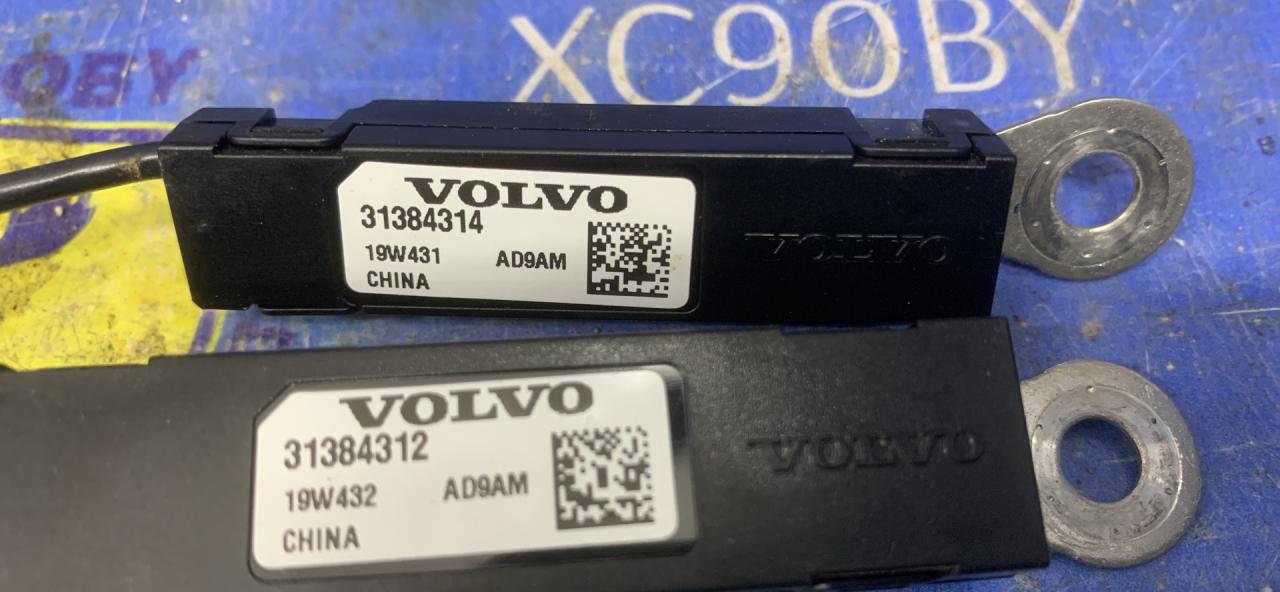 XC90BY
OBY
VOLVO
31384314
19W431 AD9AM
CHINA
VOLVO
VOLVO
31384312
19W432 AD9AM
CHINA
VOLVO